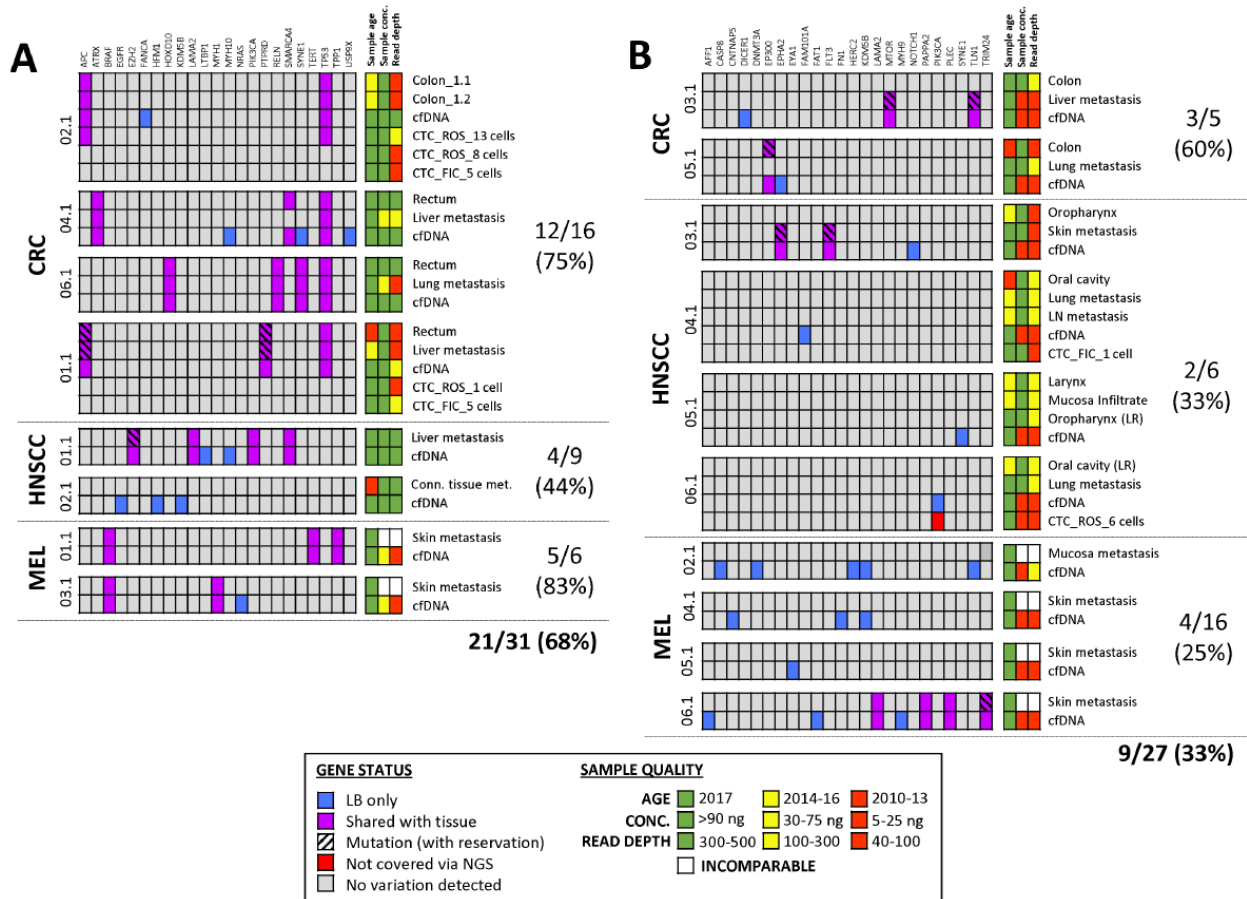 A
APC
ATRX
BRAF
EGFR
EZH2
FANCA
HFM1
HOXD10
KDM5B
LAMA2
LTBP1
MYH1
MYH10
NRAS
PIK3CA
PTPRD
RELN
SMARCA4
SYNE1
TERT
TP53
TPP1
USP9X
Sample age
Sample conc.
Read depth
CRC
02.1
Colon_1.1
Colon_1.2
cfDNA
CTC_ROS_13 cells
CTC_ROS_8 cells
CTC_FIC_5 cells
04.1
Rectum
Liver metastasis
cfDNA
06.1
Rectum
Lung metastasis
cfDNA
01.1
Rectum
Liver metastasis
cfDNA
CTC_ROS_1 cell
CTC_FIC_5 cells
12/16
(75%)
HNSCC
01.1
Liver metastasis
cfDNA
02.1
Conn. tissue met.
cfDNA
4/9
(44%)
MEL
01.1
Skin metastasis
cfDNA
03.1
Skin metastasis
cfDNA
5/6
(83%)
21/31 (68%)
B
AFF1
CASP8
CNTNAP5
DICER1
DNMT3A
EP300
EPHA2
EYA1
FAM101A
FAT1
FLT3
FN1
HERC2
KDM5B
LAMA2
MTOR
MYH9
NOTCH1
PAPPA2
PIK3CA
PLEC
SYNE1
TLN1
TRIM24
Sample age
Sample conc.
Read depth
CRC
03.1
Colon
Liver metastasis
cfDNA
05.1
Colon
Lung metastasis
cfDNA
3/5
(60%)
HNSCC
03.1
Oropharynx
Skin metastasis
cfDNA
04.1
Oral cavity
Lung metastasis
LN metastasis
cfDNA
CTC_FIC_1 cell
05.1
Larynx
Mucosa Infiltrate
Oropharynx (LR)
cfDNA
06.1
Oral cavity (LR)
Lung metastasis
cfDNA
CTC_ROS_6 cells
2/6
(33%)
MEL
02.1
Mucosa metastasis
cfDNA
04.1
Skin metastasis
cfDNA
05.1
Skin metastasis
cfDNA
06.1
Skin metastasis
cfDNA
4/16
(25%)
9/27 (33%)
GENE STATUS
LB only
Shared with tissue
Mutation (with reservation)
Not covered via NGS
No variation detected
SAMPLE QUALITY
AGE 2017 2014-16 2010-13
CONC. >90 ng 30-75 ng 5-25 ng
READ DEPTH 300-500 100-300 40-100
INCOMPARABLE